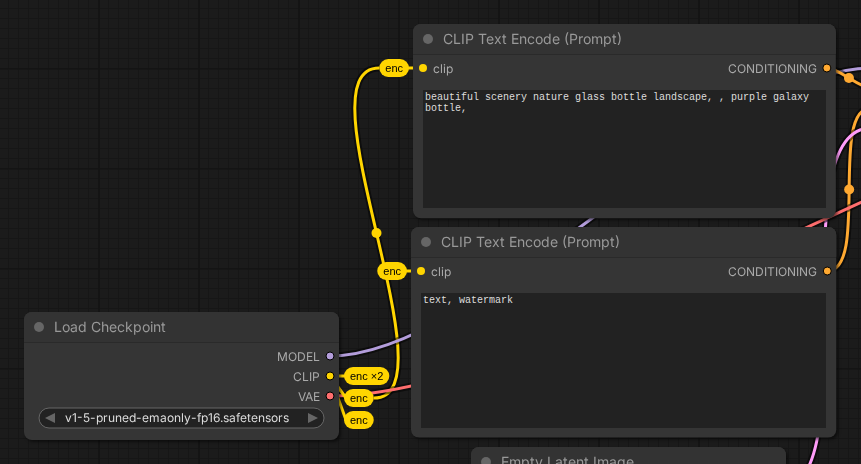 CLIP Text Encode (Prompt)
enc
clip
CONDITIONING
beautiful scenery nature glass bottle landscape, , purple galaxy
bottle,
CLIP Text Encode (Prompt)
enc
clip
CONDITIONING
text, watermark
Load Checkpoint
MODEL
CLIP
enc ×2
VAE
enc
v1-5-pruned-emaonly-fp16.safetensors
enc
Empty Latent Image